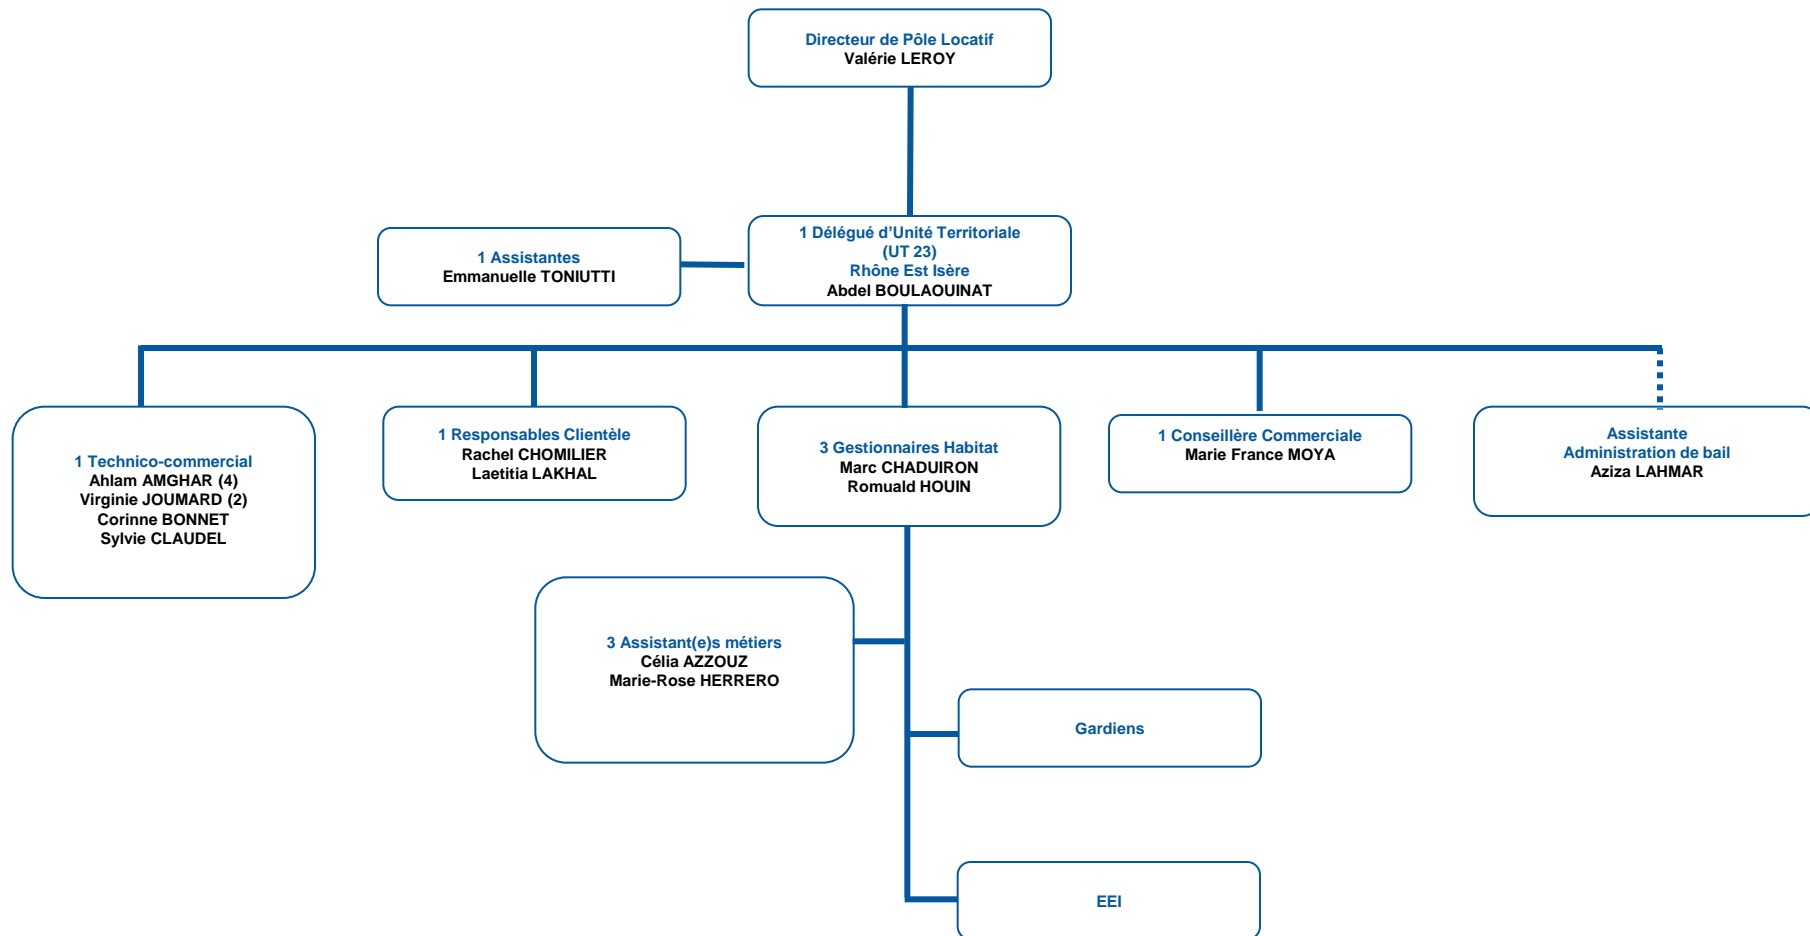 Directeur de Pôle Locatif
Valérie LEROY
1 Assistantes
Emmanuelle TONIUTTI
1 Délégué d’Unité Territoriale
(UT 23)
Rhône Est Isère
Abdel BOULAOUINAT
1 Technico-commercial
Ahlam AMGHAR (4)
Virginie JOUMARD (2)
Corinne BONNET
Sylvie CLAUDEL
1 Responsables Clientèle
Rachel CHOMILIER
Laetitia LAKHAL
3 Gestionnaires Habitat
Marc CHADUIRON
Romuald HOUIN
1 Conseillère Commerciale
Marie France MOYA
Assistante
Administration de bail
Aziza LAHMAR
3 Assistant(e)s métiers
Célia AZZOUZ
Marie-Rose HERRERO
Gardiens
EEI